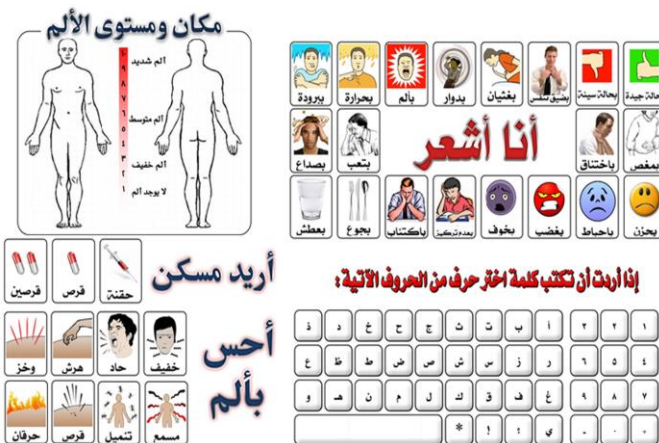 مكان ومستوى الألم
١٠
ألم شديد
٩
٨
٧
٦
ألم متوسط
٥
٤
ألم خفيف
٣
٢
١
لا يوجد ألم
بحالة جيدة
بحالة سيئة
بضيق تنفس
بغثيان
بدوار
بألم
بحرارة
ببرودة
بمغص
باختناق
أنا أشعر
بتعب
بصداع
بحزن
باحباط
بغضب
بخوف
بعدم تركيز
باكتئاب
بجوع
بعطش
أريد مسكن
حقنة
قرص
قرصين
أحس بألم
خفيف
حاد
هرش
وخز
مسمع
تنميل
قرص
حرقان
إذا أردت أن تكتب كلمة اختر حرف من الحروف الآتية :
١ ٢ ٣ أ ب ت ث ج ح خ د ذ
٤ ٥ ٦ ر ز س ش ص ض ط ظ ع
٧ ٨ ٩ غ ف ق ك ل م ن هـ و
ي ؟ ! *